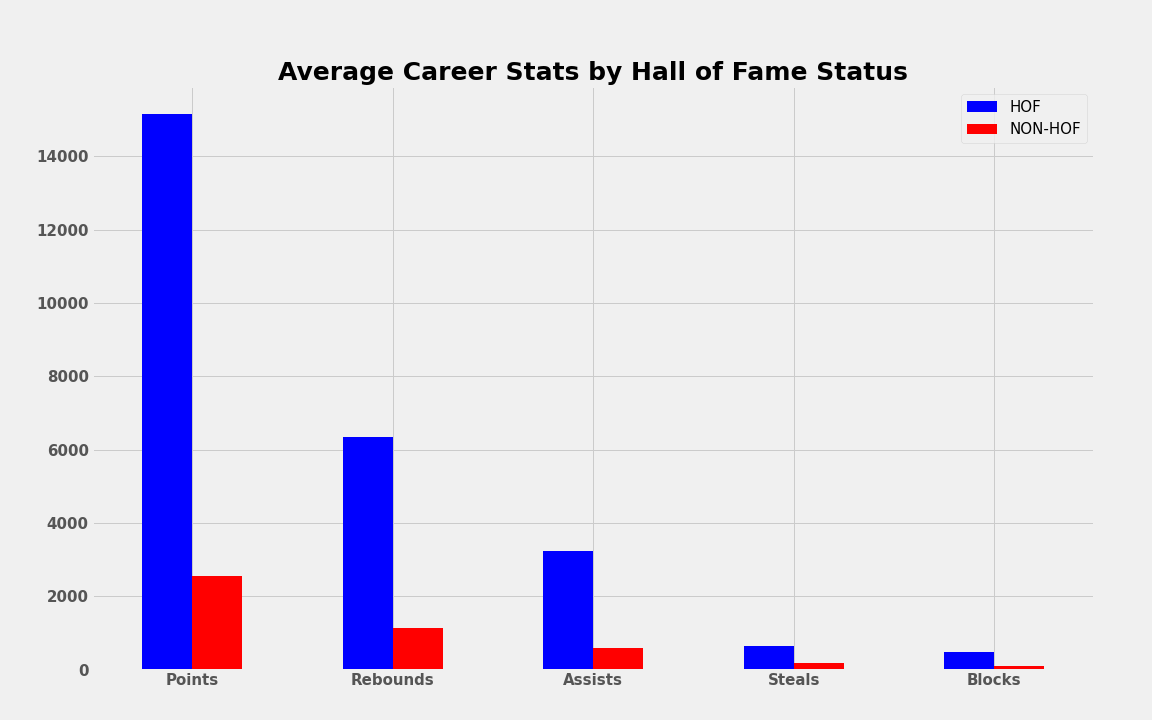 Average Career Stats by Hall of Fame Status
HOF
NON-HOF
14000
12000
10000
8000
6000
4000
2000
0
Points Rebounds Assists Steals Blocks